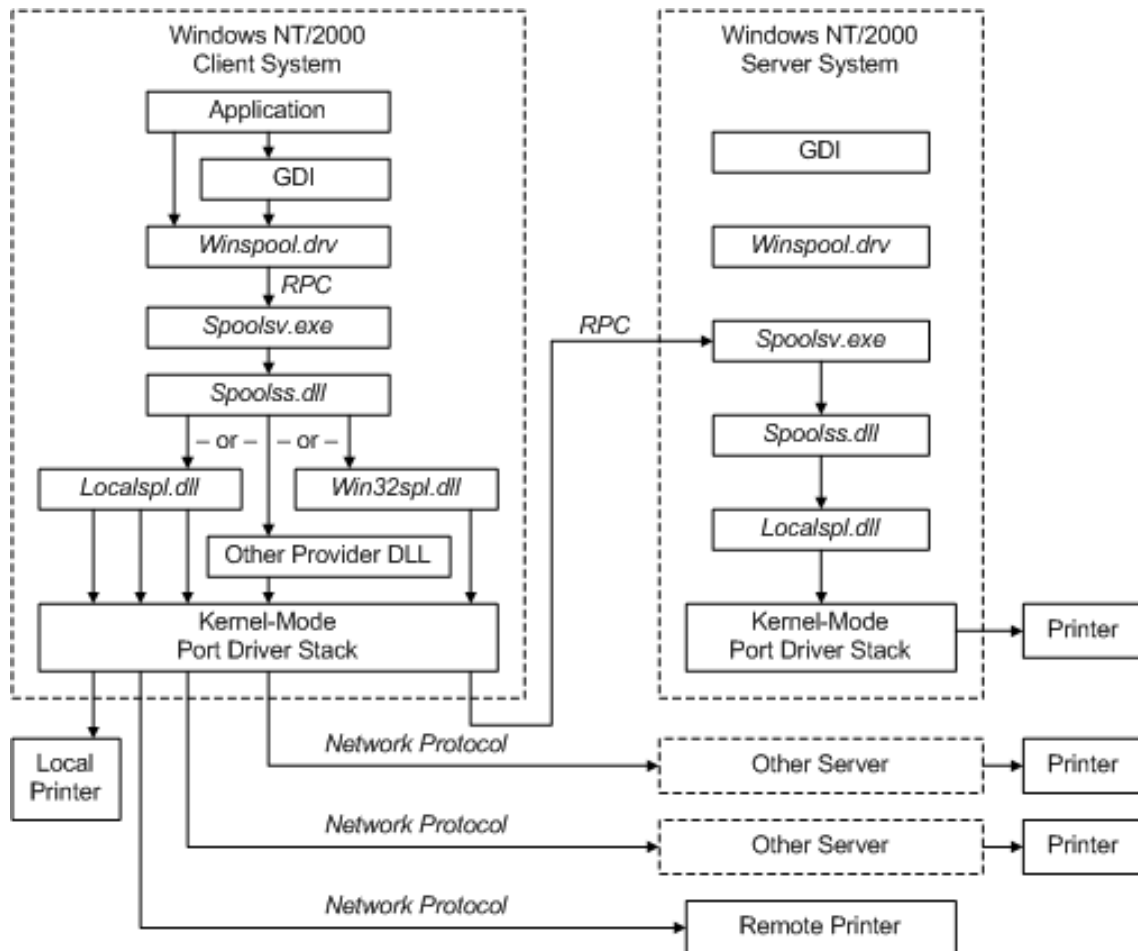 Windows NT/2000
Client System
Application
GDI
Winspool.drv
RPC
Spoolsv.exe
Spoolss.dll
– or –
– or –
Localspl.dll
Win32spl.dll
Other Provider DLL
Kernel-Mode
Port Driver Stack
Local
Printer
Windows NT/2000
Server System
GDI
Winspool.drv
RPC
Spoolsv.exe
Spoolss.dll
Localspl.dll
Kernel-Mode
Port Driver Stack
Printer
Network Protocol
Other Server
Printer
Network Protocol
Other Server
Printer
Network Protocol
Remote Printer